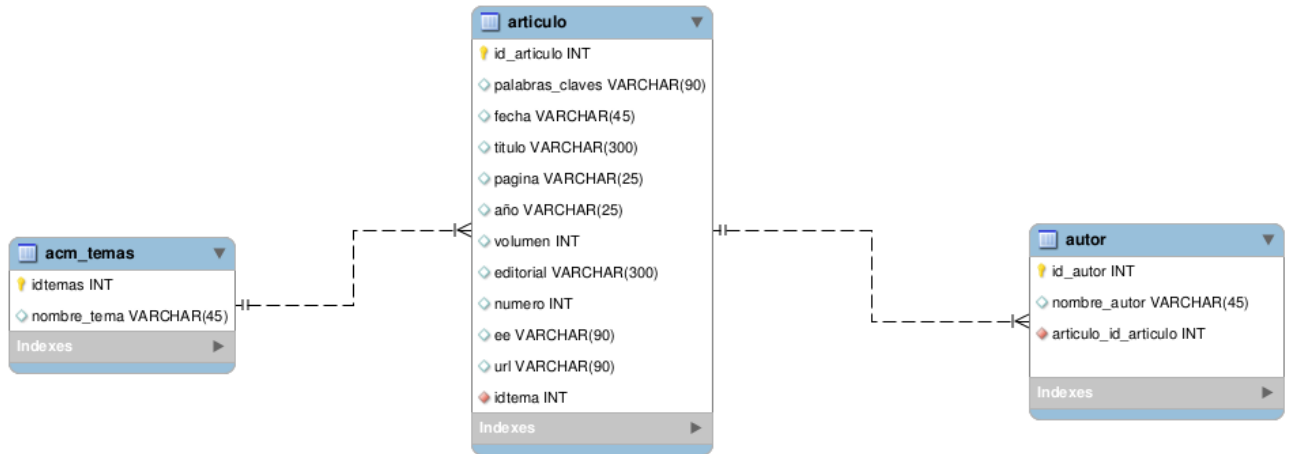 acm_temas
idtemas INT
nombre_tema VARCHAR(45)
Indexes
articulo
id_articulo INT
palabras_claves VARCHAR(90)
fecha VARCHAR(45)
titulo VARCHAR(300)
pagina VARCHAR(25)
año VARCHAR(25)
volumen INT
editorial VARCHAR(300)
numero INT
ee VARCHAR(90)
url VARCHAR(90)
idtema INT
Indexes
autor
id_autor INT
nombre_autor VARCHAR(45)
articulo_id_articulo INT
Indexes